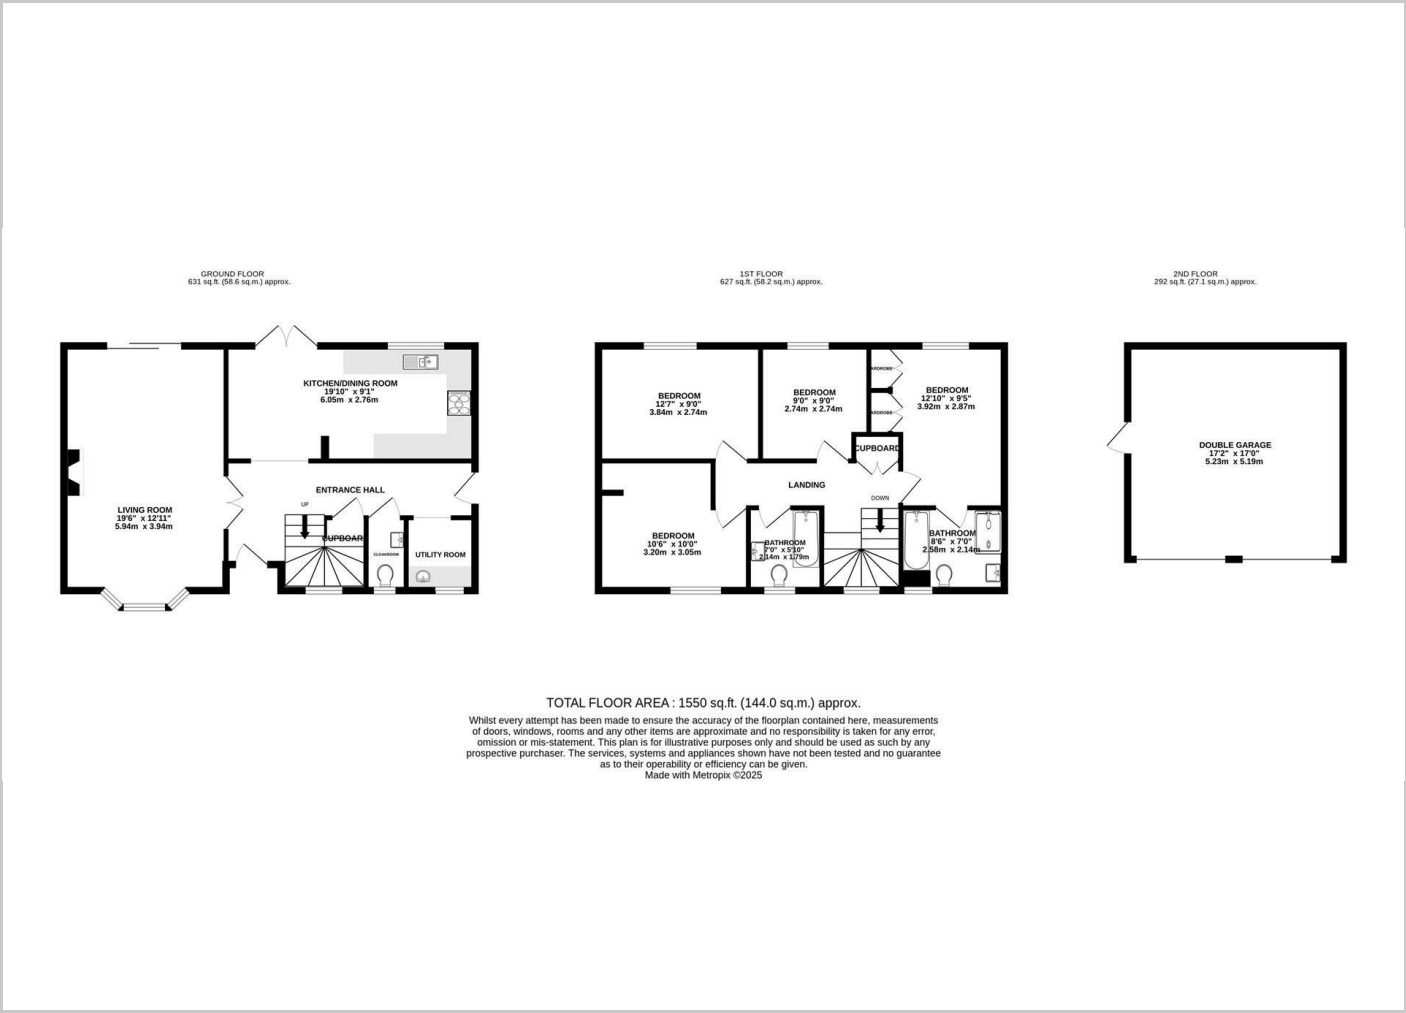 GROUND FLOOR
631 sq.ft. (58.6 sq.m.) approx.
1ST FLOOR
627 sq.ft. (58.2 sq.m.) approx.
2ND FLOOR
292 sq.ft. (27.1 sq.m.) approx.
KITCHEN/DINING ROOM
19'10" x 9'1"
6.05m x 2.76m
LIVING ROOM
19'6" x 12'11"
5.94m x 3.94m
ENTRANCE HALL
UP
CUPBOARD
CLOAKROOM
UTILITY ROOM
BEDROOM
12'7" x 9'0"
3.84m x 2.74m
BEDROOM
9'0" x 9'0"
2.74m x 2.74m
ARDROBE
ARDROBE
BEDROOM
12'10" x 9'5"
3.92m x 2.87m
CUPBOARD
LANDING
DOWN
BEDROOM
10'6" x 10'0"
3.20m x 3.05m
BATHROOM
7'0" x 5'10"
2.14m x 1.79m
BATHROOM
8'6" x 7'0"
2.58m x 2.14m
DOUBLE GARAGE
17'2" x 17'0"
5.23m x 5.19m
TOTAL FLOOR AREA : 1550 sq.ft. (144.0 sq.m.) approx.
Whilst every attempt has been made to ensure the accuracy of the floorplan contained here, measurements
of doors, windows, rooms and any other items are approximate and no responsibility is taken for any error,
omission or mis-statement. This plan is for illustrative purposes only and should be used as such by any
prospective purchaser. The services, systems and appliances shown have not been tested and no guarantee
as to their operability or efficiency can be given.
Made with Metropix ©2025